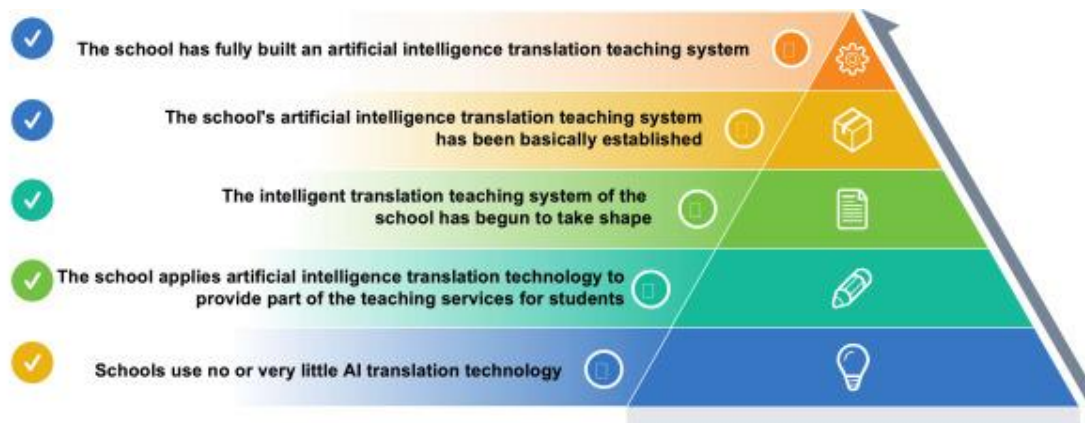 The school has fully built an artificial intelligence translation teaching system
The school's artificial intelligence translation teaching system
has been basically established
The intelligent translation teaching system of the
school has begun to take shape
The school applies artificial intelligence translation technology to
provide part of the teaching services for students
Schools use no or very little AI translation technology